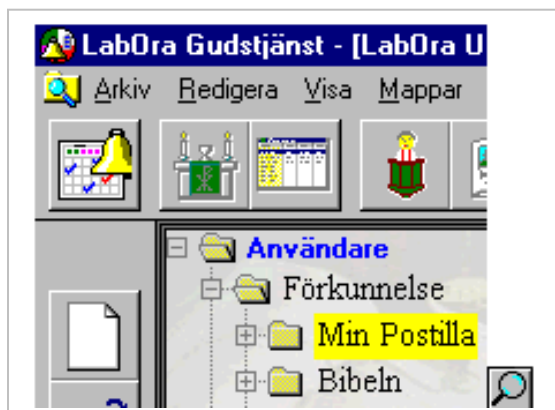 LabOra Gudstjänst - [LabOra U
Arkiv Redigera Visa Mappar
Användare
Förkunnelse
Min Postilla
Bibeln